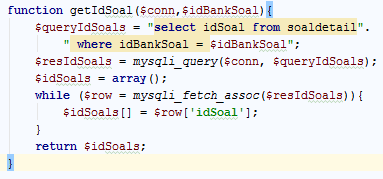 function getIdSoal($conn,$idBankSoal){
    $queryIdSoals = "select idSoal from soaldetail".
        " where idBankSoal = $idBankSoal";
    $resIdSoals = mysqli_query($conn, $queryIdSoals);
    $idSoals = array();
    while ($row = mysqli_fetch_assoc($resIdSoals)){
        $idSoals[] = $row['idSoal'];
    }
    return $idSoals;
}